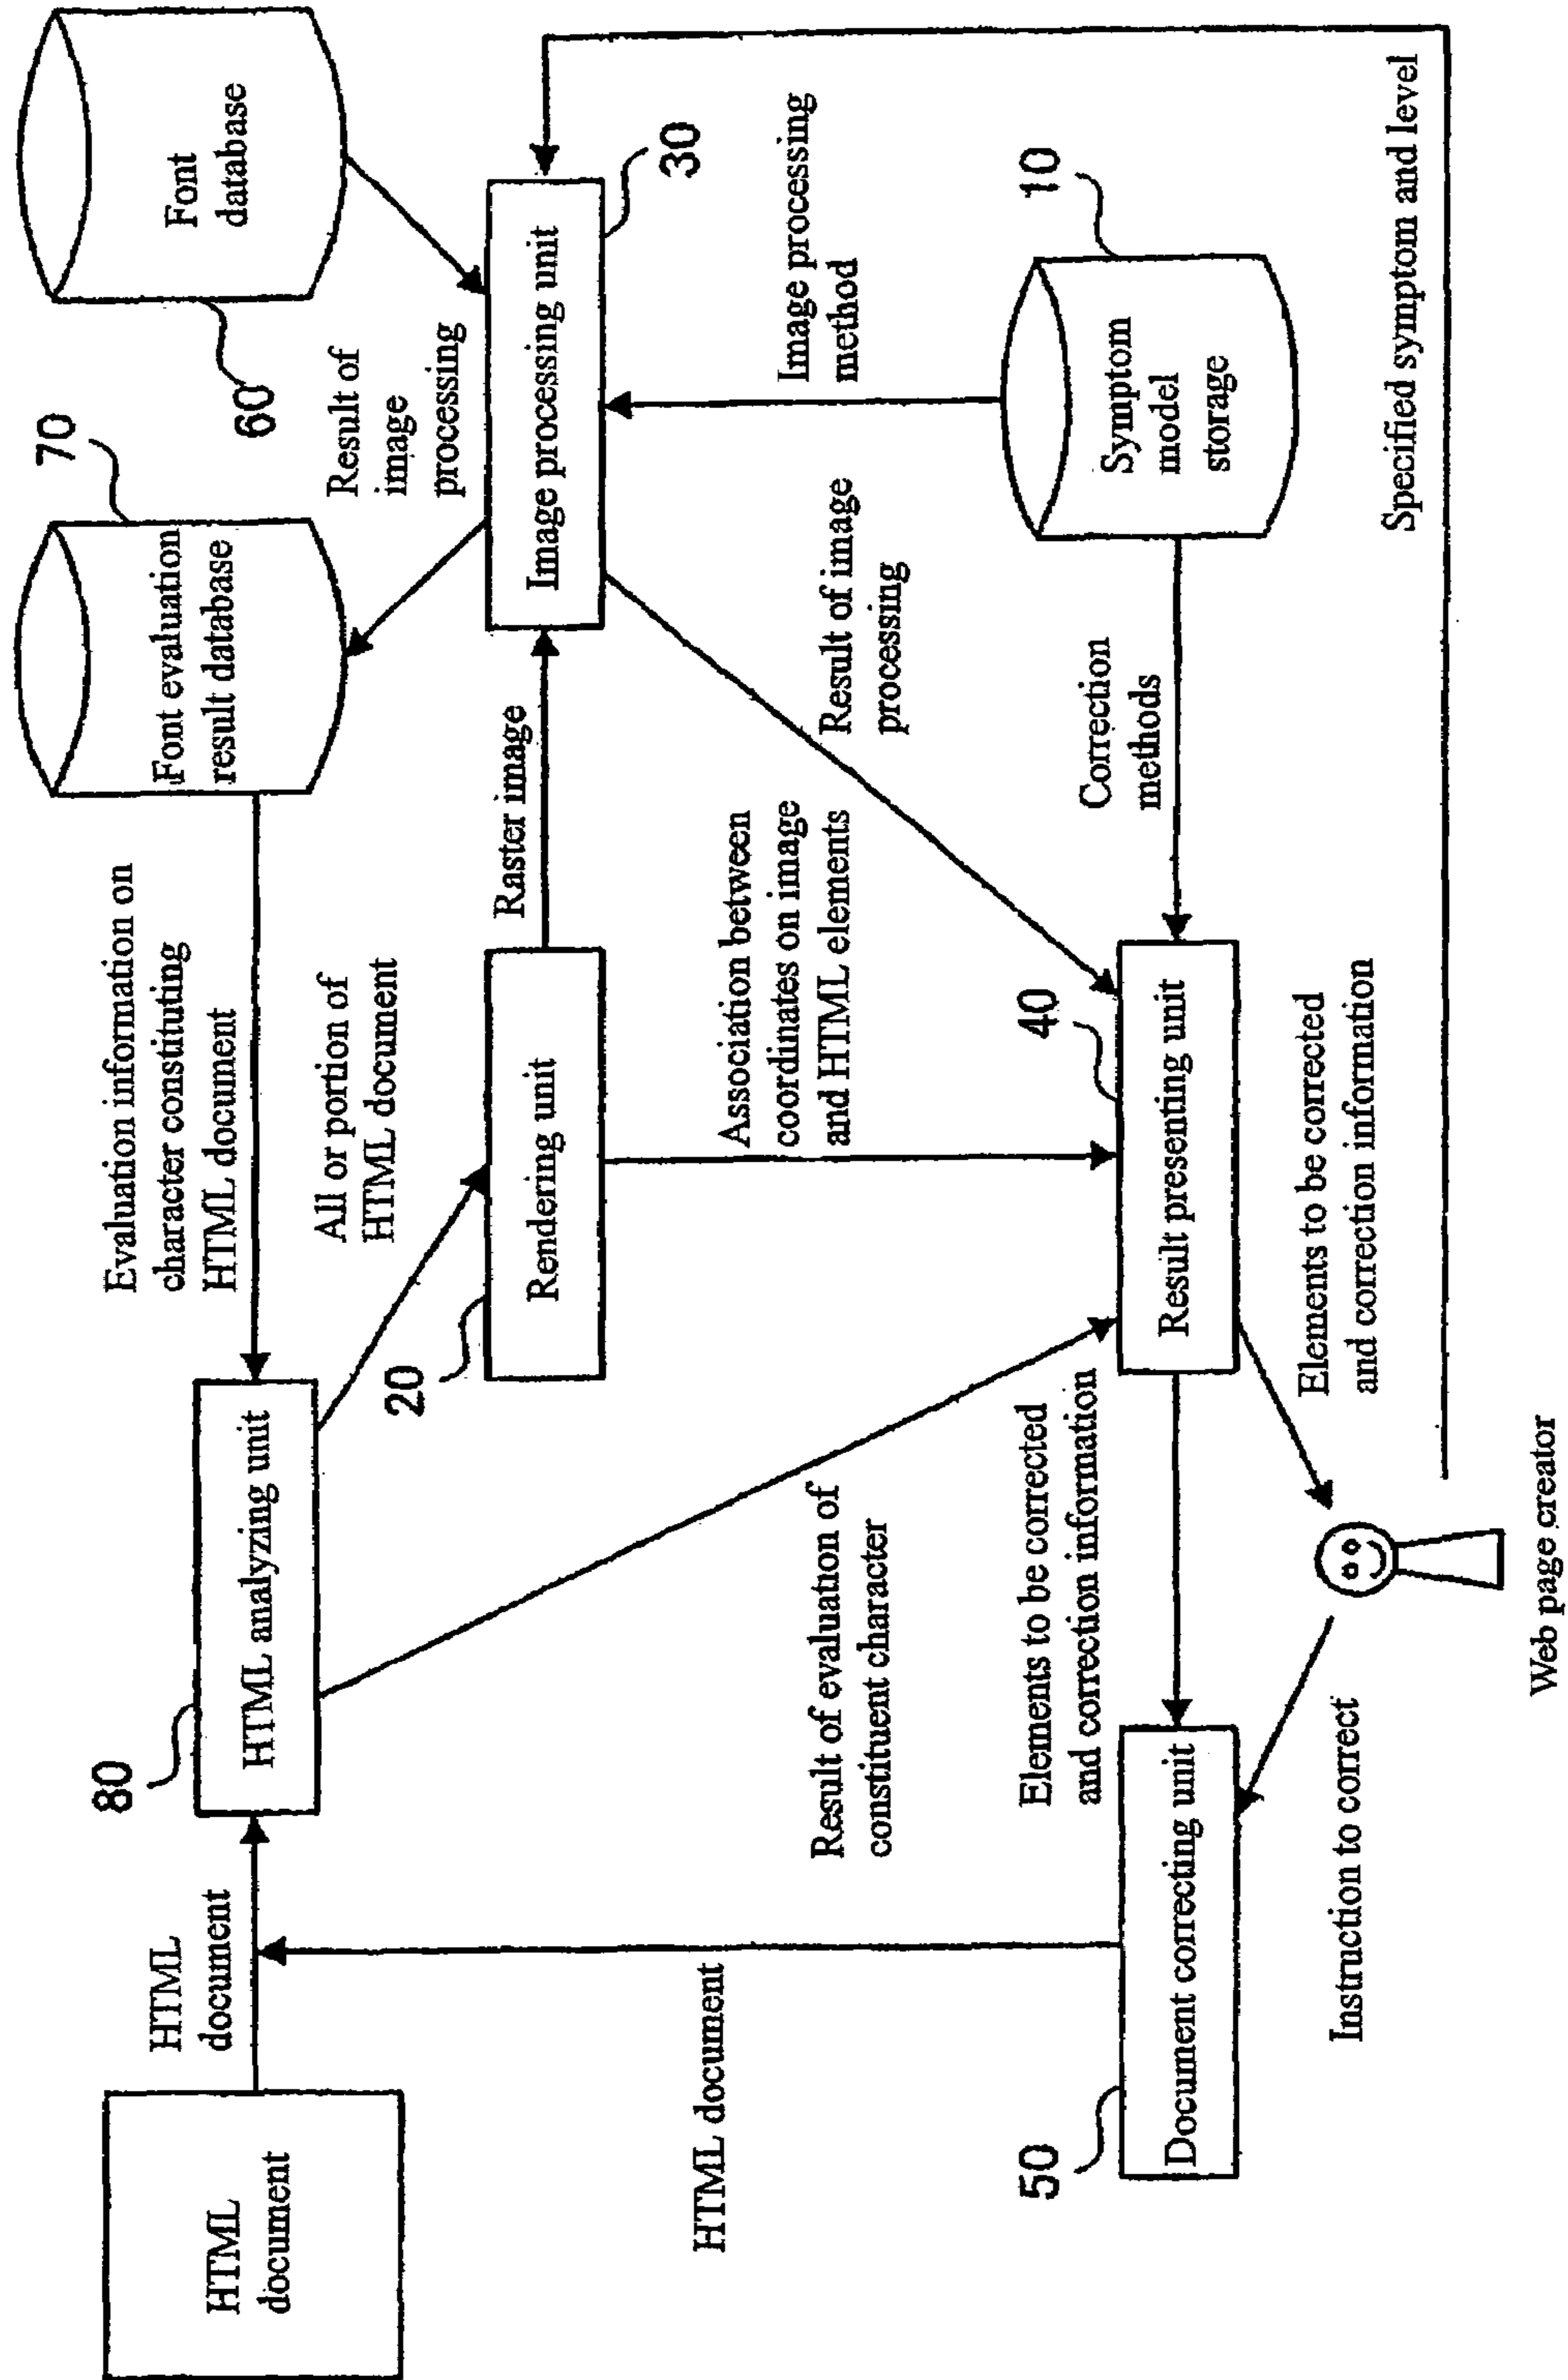 HTML
document
HTML
document
80
HTML analyzing unit
Evaluation information on
character constituting
HTML document
70
Font evaluation
result database
60
Font
database
All or portion of
HTML document
Result of
image
processing
20
Rendering unit
Raster image
Image processing unit
30
HTML document
Result of evaluation of
constituent character
Association between
coordinates on image
and HTML elements
Result of image
processing
Image processing
method
50
Document correcting unit
Elements to be corrected
and correction information
40
Result presenting unit
Correction
methods
Symptom
model
storage
10
Instruction to correct
Elements to be corrected
and correction information
Specified symptom and level
Web page creator